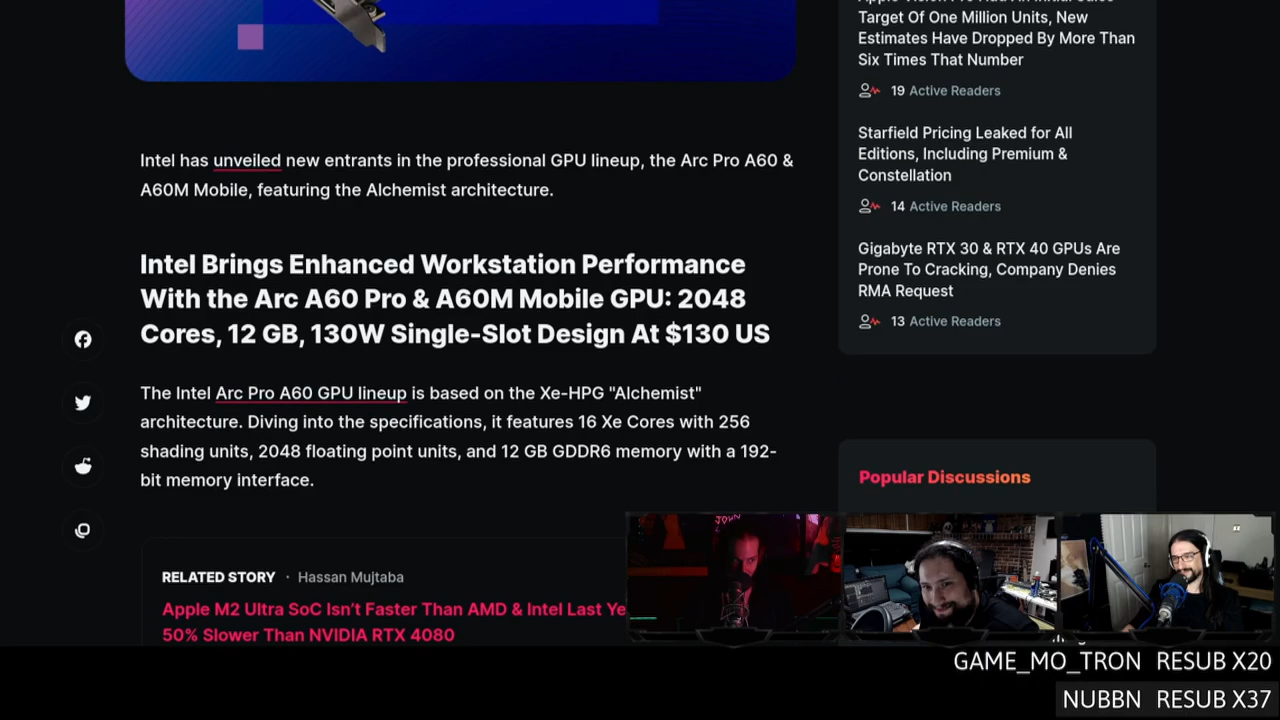 Intel has unveiled new entrants in the professional GPU lineup, the Arc Pro A60 &
A60M Mobile, featuring the Alchemist architecture.
Intel Brings Enhanced Workstation Performance
With the Arc A60 Pro & A60M Mobile GPU: 2048
Cores, 12 GB, 130W Single-Slot Design At $130 US
The Intel Arc Pro A60 GPU lineup is based on the Xe-HPG "Alchemist"
architecture. Diving into the specifications, it features 16 Xe Cores with 256
shading units, 2048 floating point units, and 12 GB GDDR6 memory with a 192-
bit memory interface.
RELATED STORY · Hassan Mujtaba
Apple M2 Ultra SoC Isn't Faster Than AMD & Intel Last Ye
50% Slower Than NVIDIA RTX 4080
Target Of One Million Units, New
Estimates Have Dropped By More Than
Six Times That Number
19 Active Readers
Starfield Pricing Leaked for All
Editions, Including Premium &
Constellation
14 Active Readers
Gigabyte RTX 30 & RTX 40 GPUs Are
Prone To Cracking, Company Denies
RMA Request
13 Active Readers
Popular Discussions
JOHN
GAME_MO_TRON RESUB X20
NUBBN RESUB X37